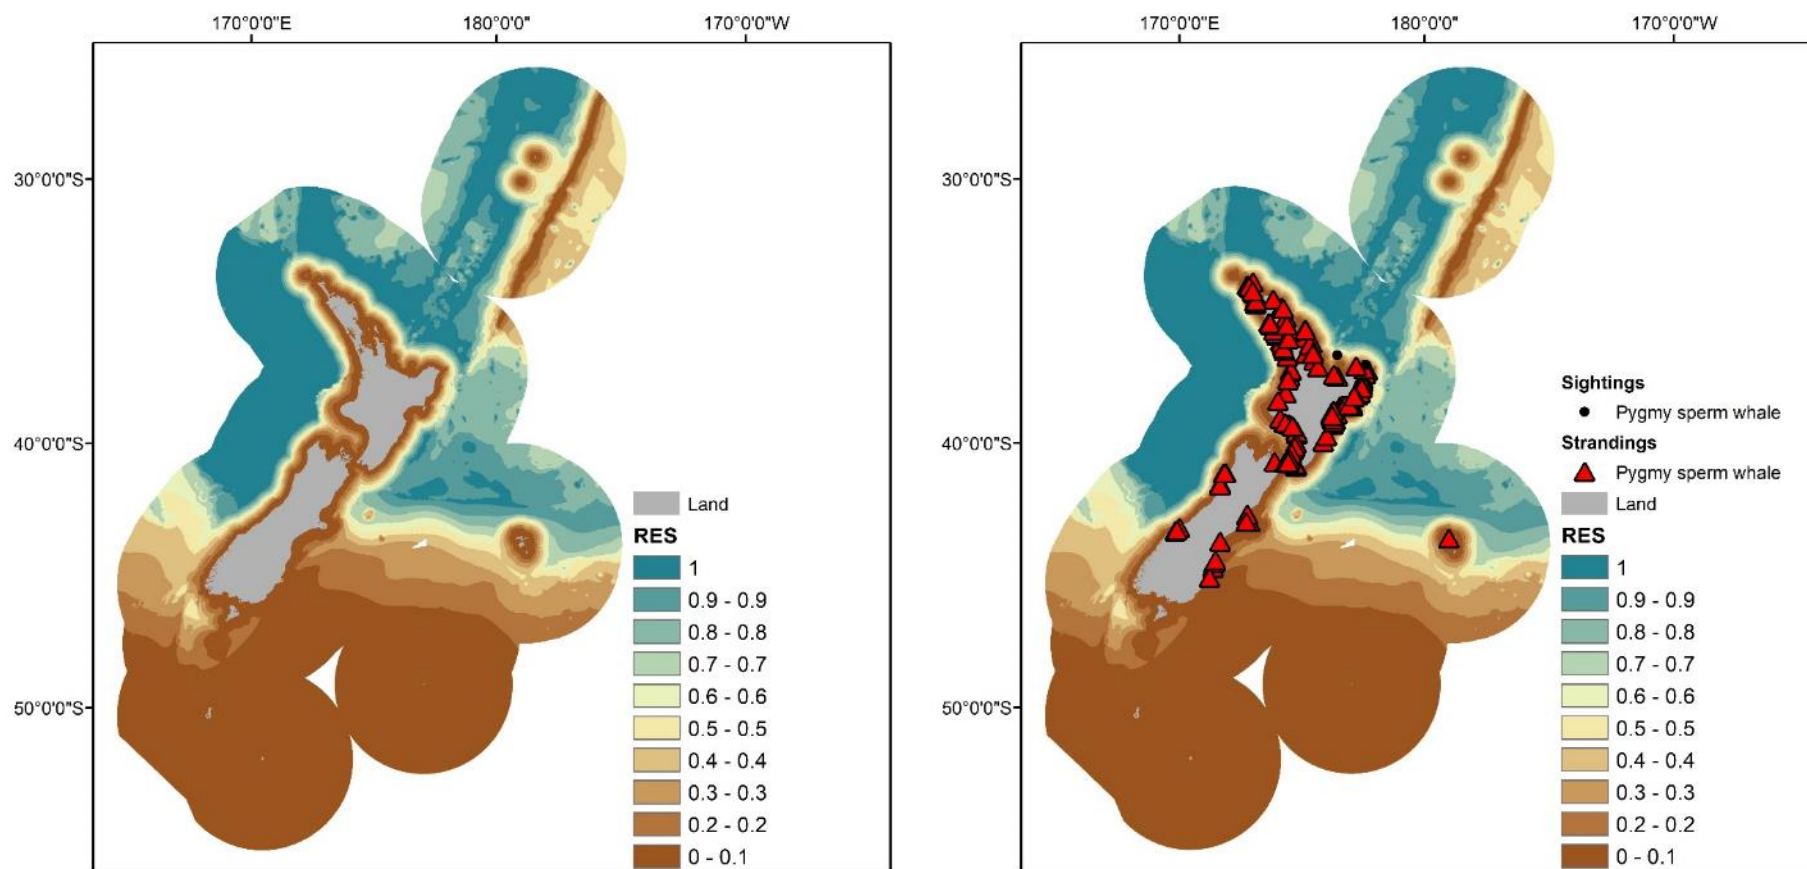 170°0'0"E 180°0'0" 170°0'0"W
30°0'0"S
40°0'0"S
50°0'0"S
Land
RES
1
0.9 - 0.9
0.8 - 0.8
0.7 - 0.7
0.6 - 0.6
0.5 - 0.5
0.4 - 0.4
0.3 - 0.3
0.2 - 0.2
0 - 0.1
170°0'0"E 180°0'0" 170°0'0"W
30°0'0"S
40°0'0"S
50°0'0"S
Sightings
Pygmy sperm whale
Strandings
Pygmy sperm whale
Land
RES
1
0.9 - 0.9
0.8 - 0.8
0.7 - 0.7
0.6 - 0.6
0.5 - 0.5
0.4 - 0.4
0.3 - 0.3
0.2 - 0.2
0 - 0.1